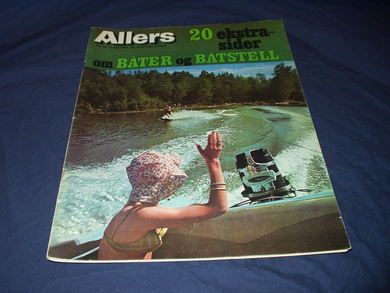 Allers
20 ekstra-
sider
om BÅTER og BÅTSTELL